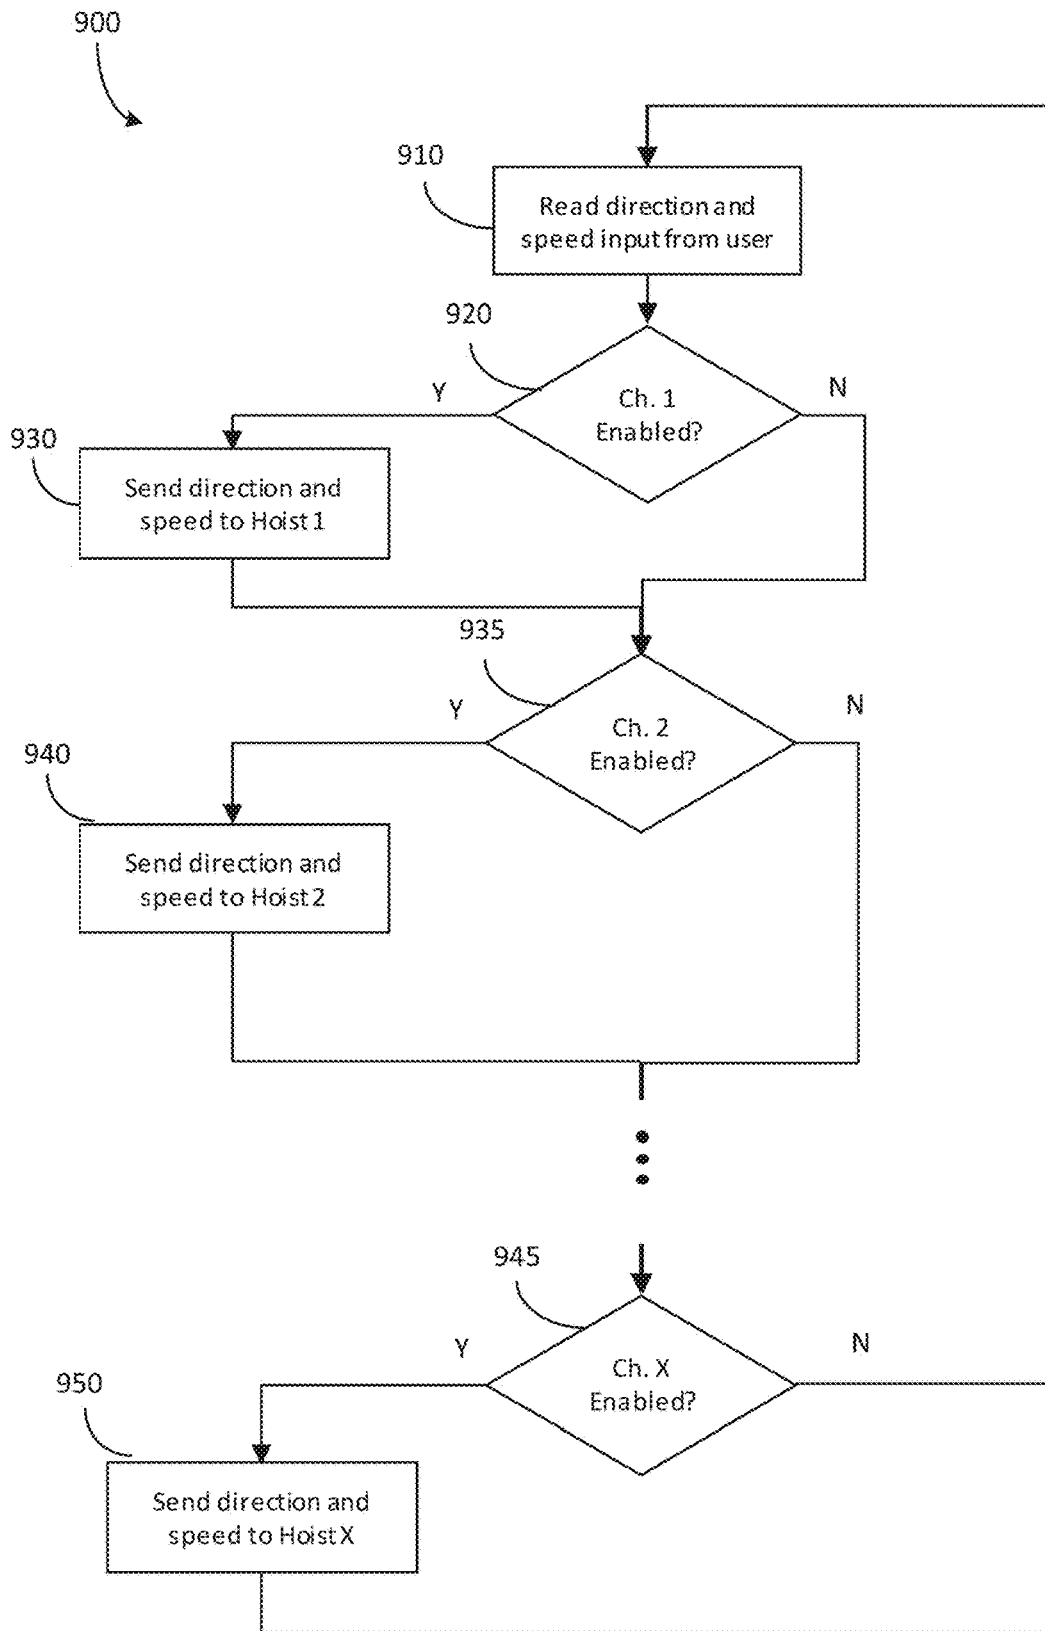 900
910
Read direction and
speed input from user
920
Y
N
Ch. 1
Enabled?
930
Send direction and
speed to Hoist 1
935
Y
N
Ch. 2
Enabled?
940
Send direction and
speed to Hoist 2
945
Y
N
Ch. X
Enabled?
950
Send direction and
speed to Hoist X